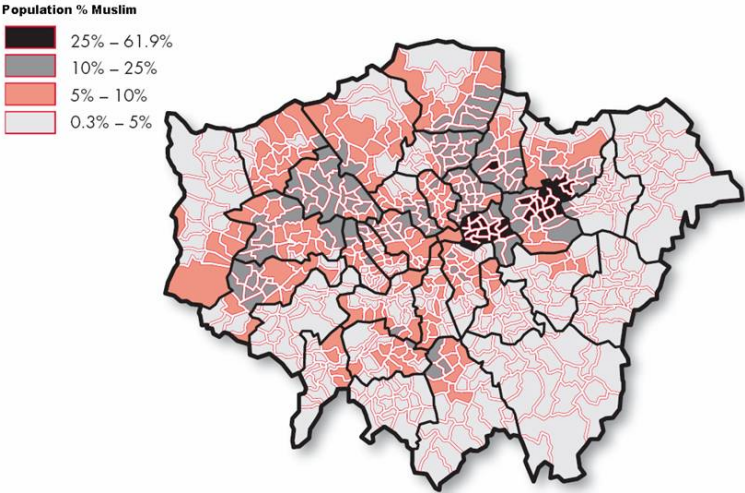 Population % Muslim
25% – 61.9%
10% – 25%
5% – 10%
0.3% – 5%